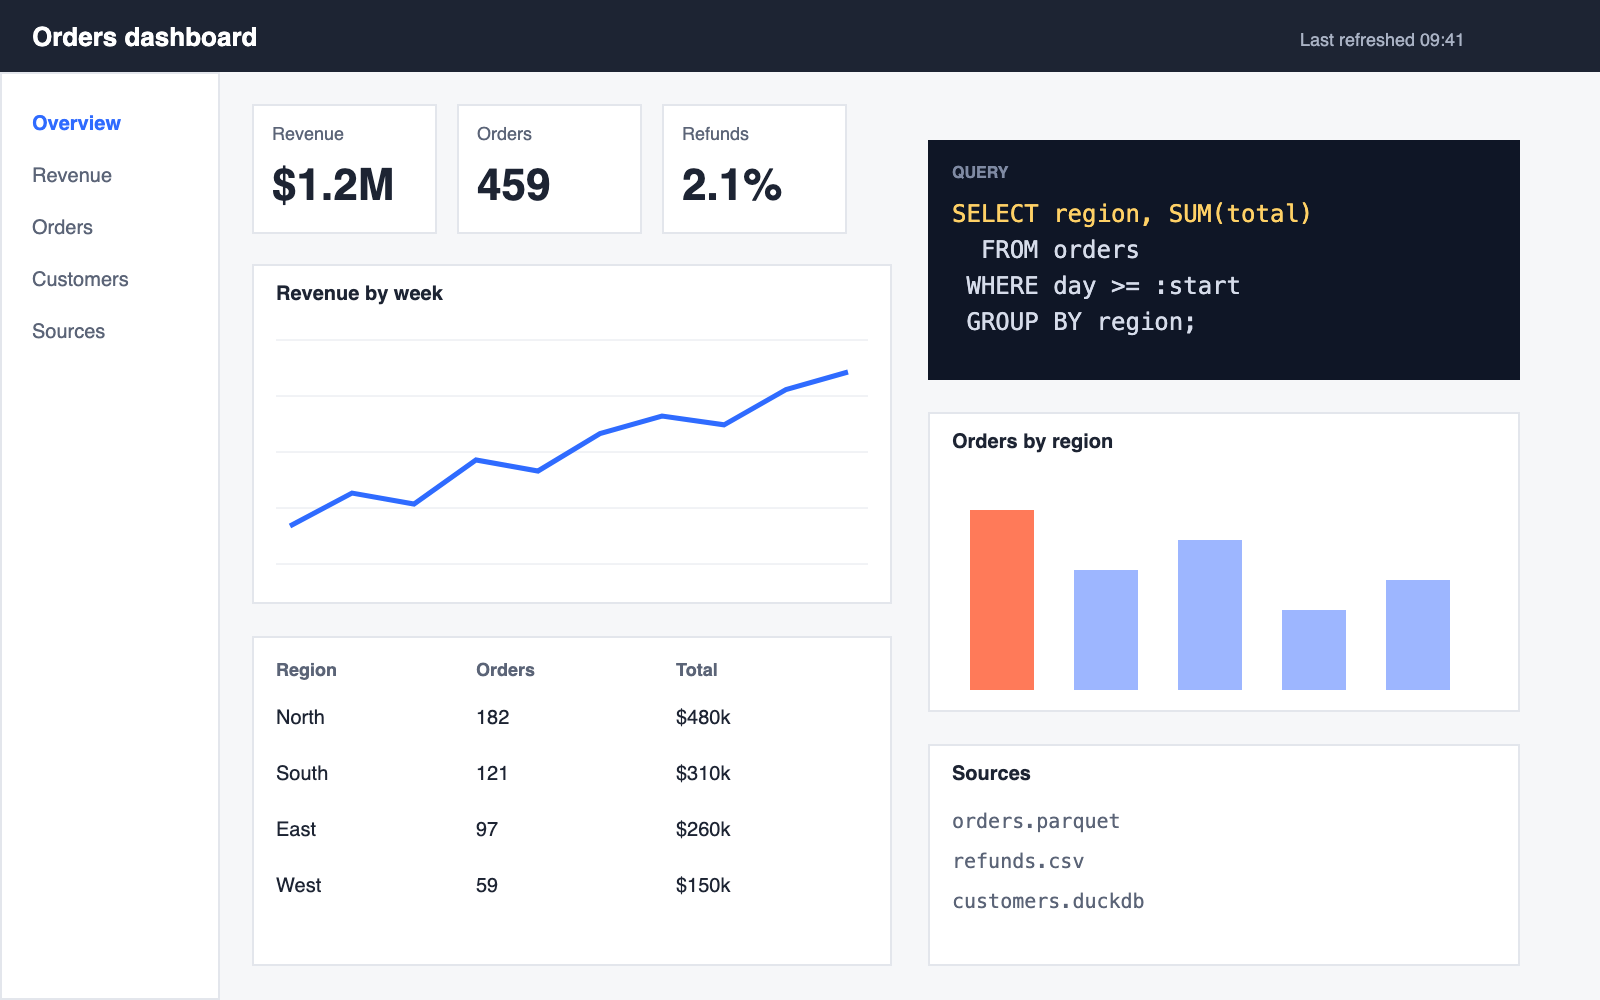 Orders dashboard
Last refreshed 09:41
Overview
Revenue
Orders
Customers
Sources
Revenue
$1.2M
Orders
459
Refunds
2.1%
Revenue by week
Region Orders Total
North 182 $480k
South 121 $310k
East 97 $260k
West 59 $150k
QUERY
SELECT region, SUM(total)
  FROM orders
 WHERE day >= :start
 GROUP BY region;
Orders by region
Sources
orders.parquet
refunds.csv
customers.duckdb